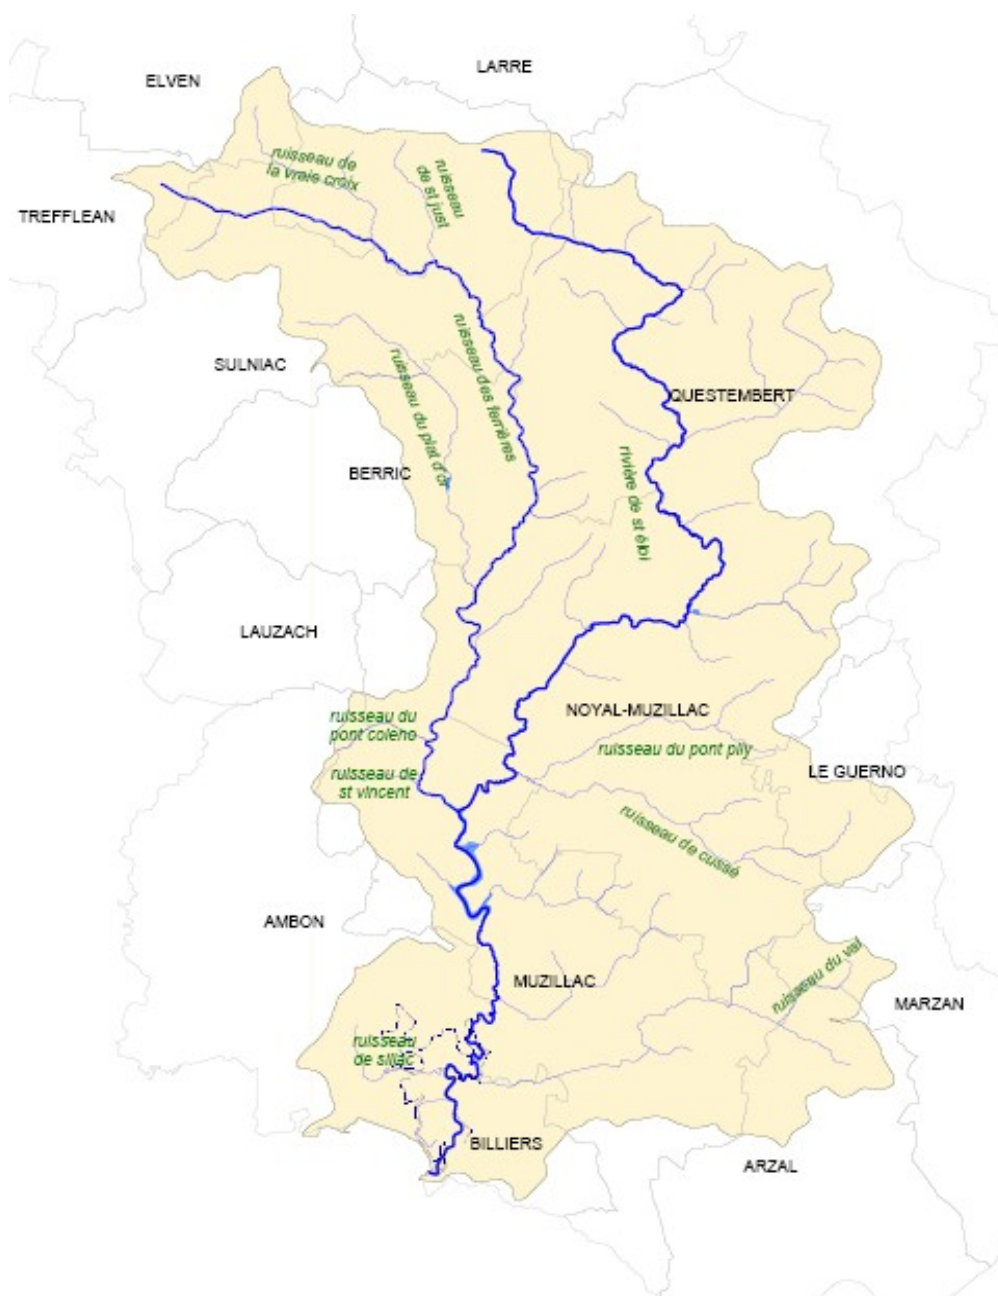 LARRE
ELVEN
ruisseau de
la vraie croix
ruisseau
de st just
TREFFLEAN
SULNIAC
ruisseau des ferrières
ruisseau du plat d'or
QUESTEMBERT
BERRIC
rivière de st éloi
LAUZACH
NOYAL-MUZILLAC
ruisseau du
pont coleho
ruisseau du pont pily
ruisseau de
st vincent
LE GUERNO
ruisseau de cussé
AMBON
MUZILLAC
ruisseau du val
MARZAN
ruisseau
de sillac
BILLIERS
ARZAL